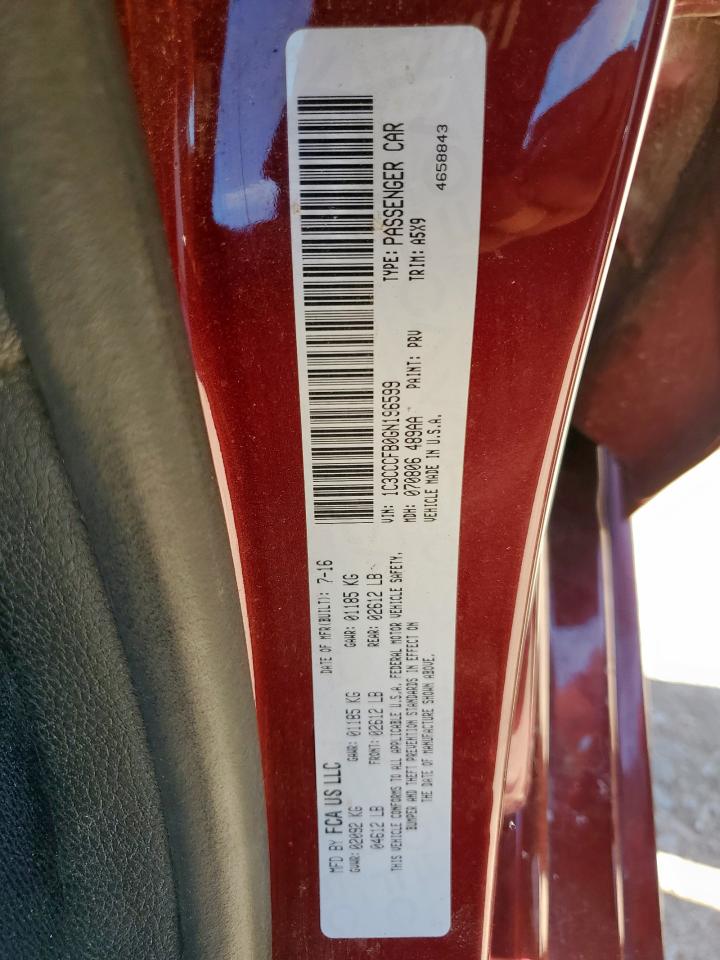 MFD BY FCA US LLC DATE OF MFR(BUILT): 7-16
GVWR: 02092 KG GAWR: 01185 KG GAWR: 01185 KG
04612 LB FRONT: 02612 LB REAR: 02612 LB
THIS VEHICLE CONFORMS TO ALL APPLICABLE U.S.A. FEDERAL MOTOR VEHICLE SAFETY,
BUMPER AND THEFT PREVENTION STANDARDS IN EFFECT ON
THE DATE OF MANUFACTURE SHOWN ABOVE.
VIN: 1C3CCCFB0GN196599 TYPE: PASSENGER CAR
MDH: 070806 489AA PAINT: PRV TRIM: A5X9
VEHICLE MADE IN U.S.A. 4658843